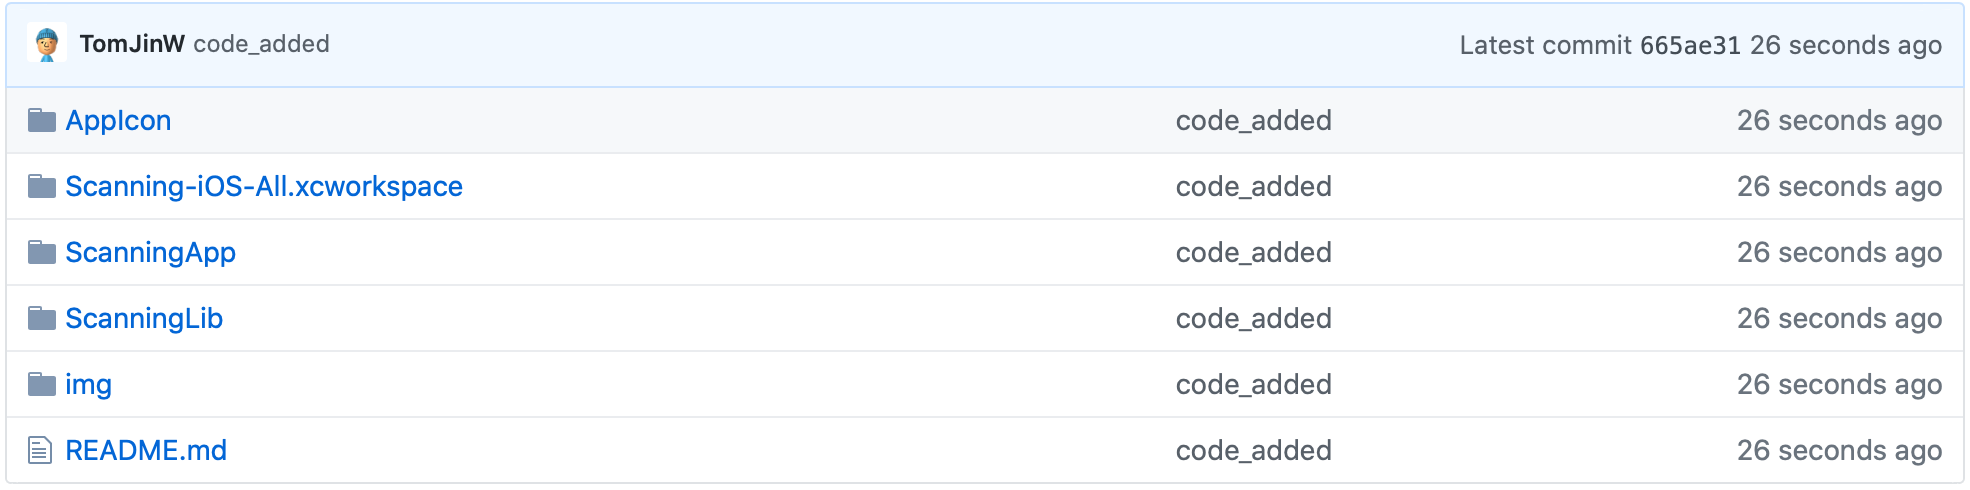 TomJinW code_added Latest commit 665ae31 26 seconds ago
AppIcon code_added 26 seconds ago
Scanning-iOS-All.xcworkspace code_added 26 seconds ago
ScanningApp code_added 26 seconds ago
ScanningLib code_added 26 seconds ago
img code_added 26 seconds ago
README.md code_added 26 seconds ago